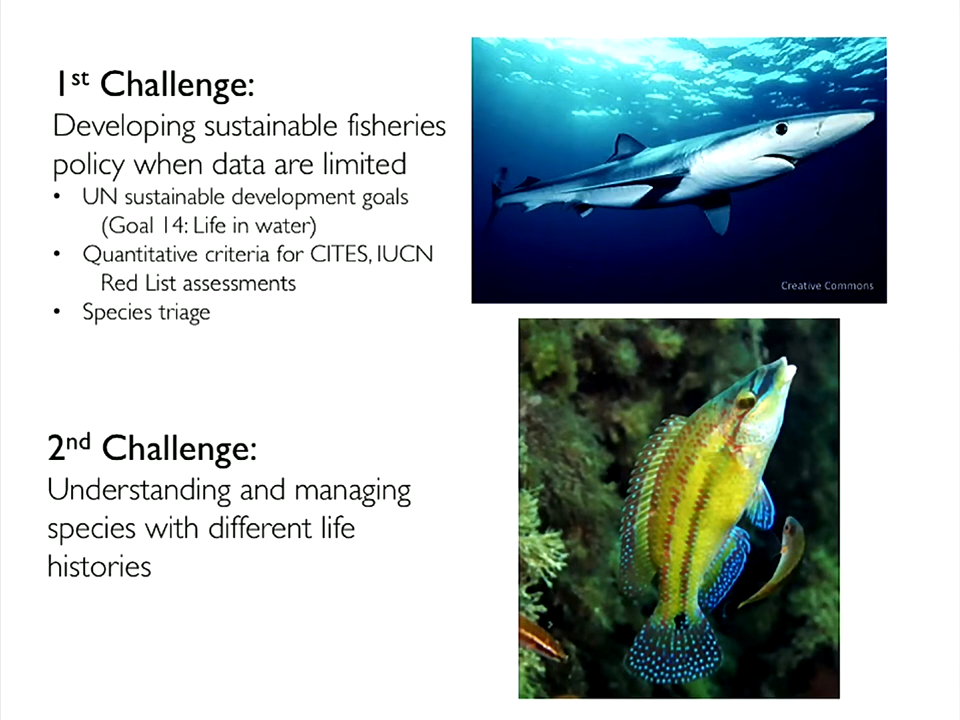 1st Challenge:
Developing sustainable fisheries
policy when data are limited
• UN sustainable development goals
(Goal 14: Life in water)
• Quantitative criteria for CITES, IUCN
Red List assessments
• Species triage
Creative Commons
2nd Challenge:
Understanding and managing
species with different life
histories